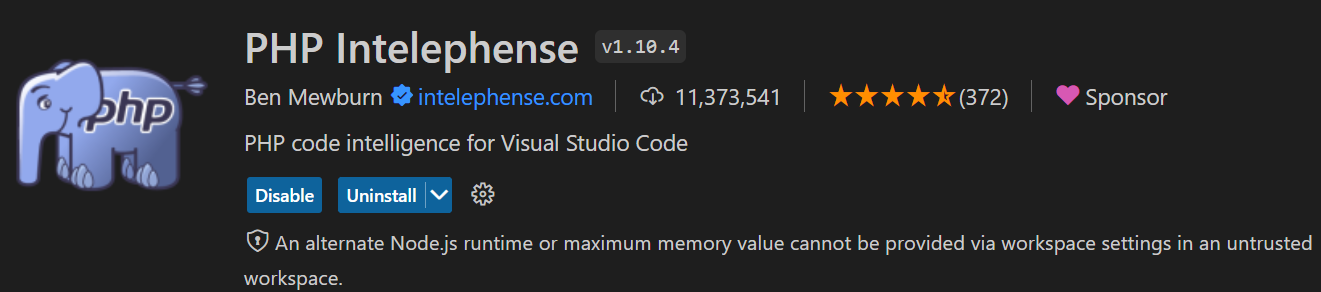 PHP Intelephense v1.10.4
php
Ben Mewburn intelephense.com 11,373,541 (372) Sponsor
PHP code intelligence for Visual Studio Code
Disable Uninstall
An alternate Node.js runtime or maximum memory value cannot be provided via workspace settings in an untrusted
workspace.